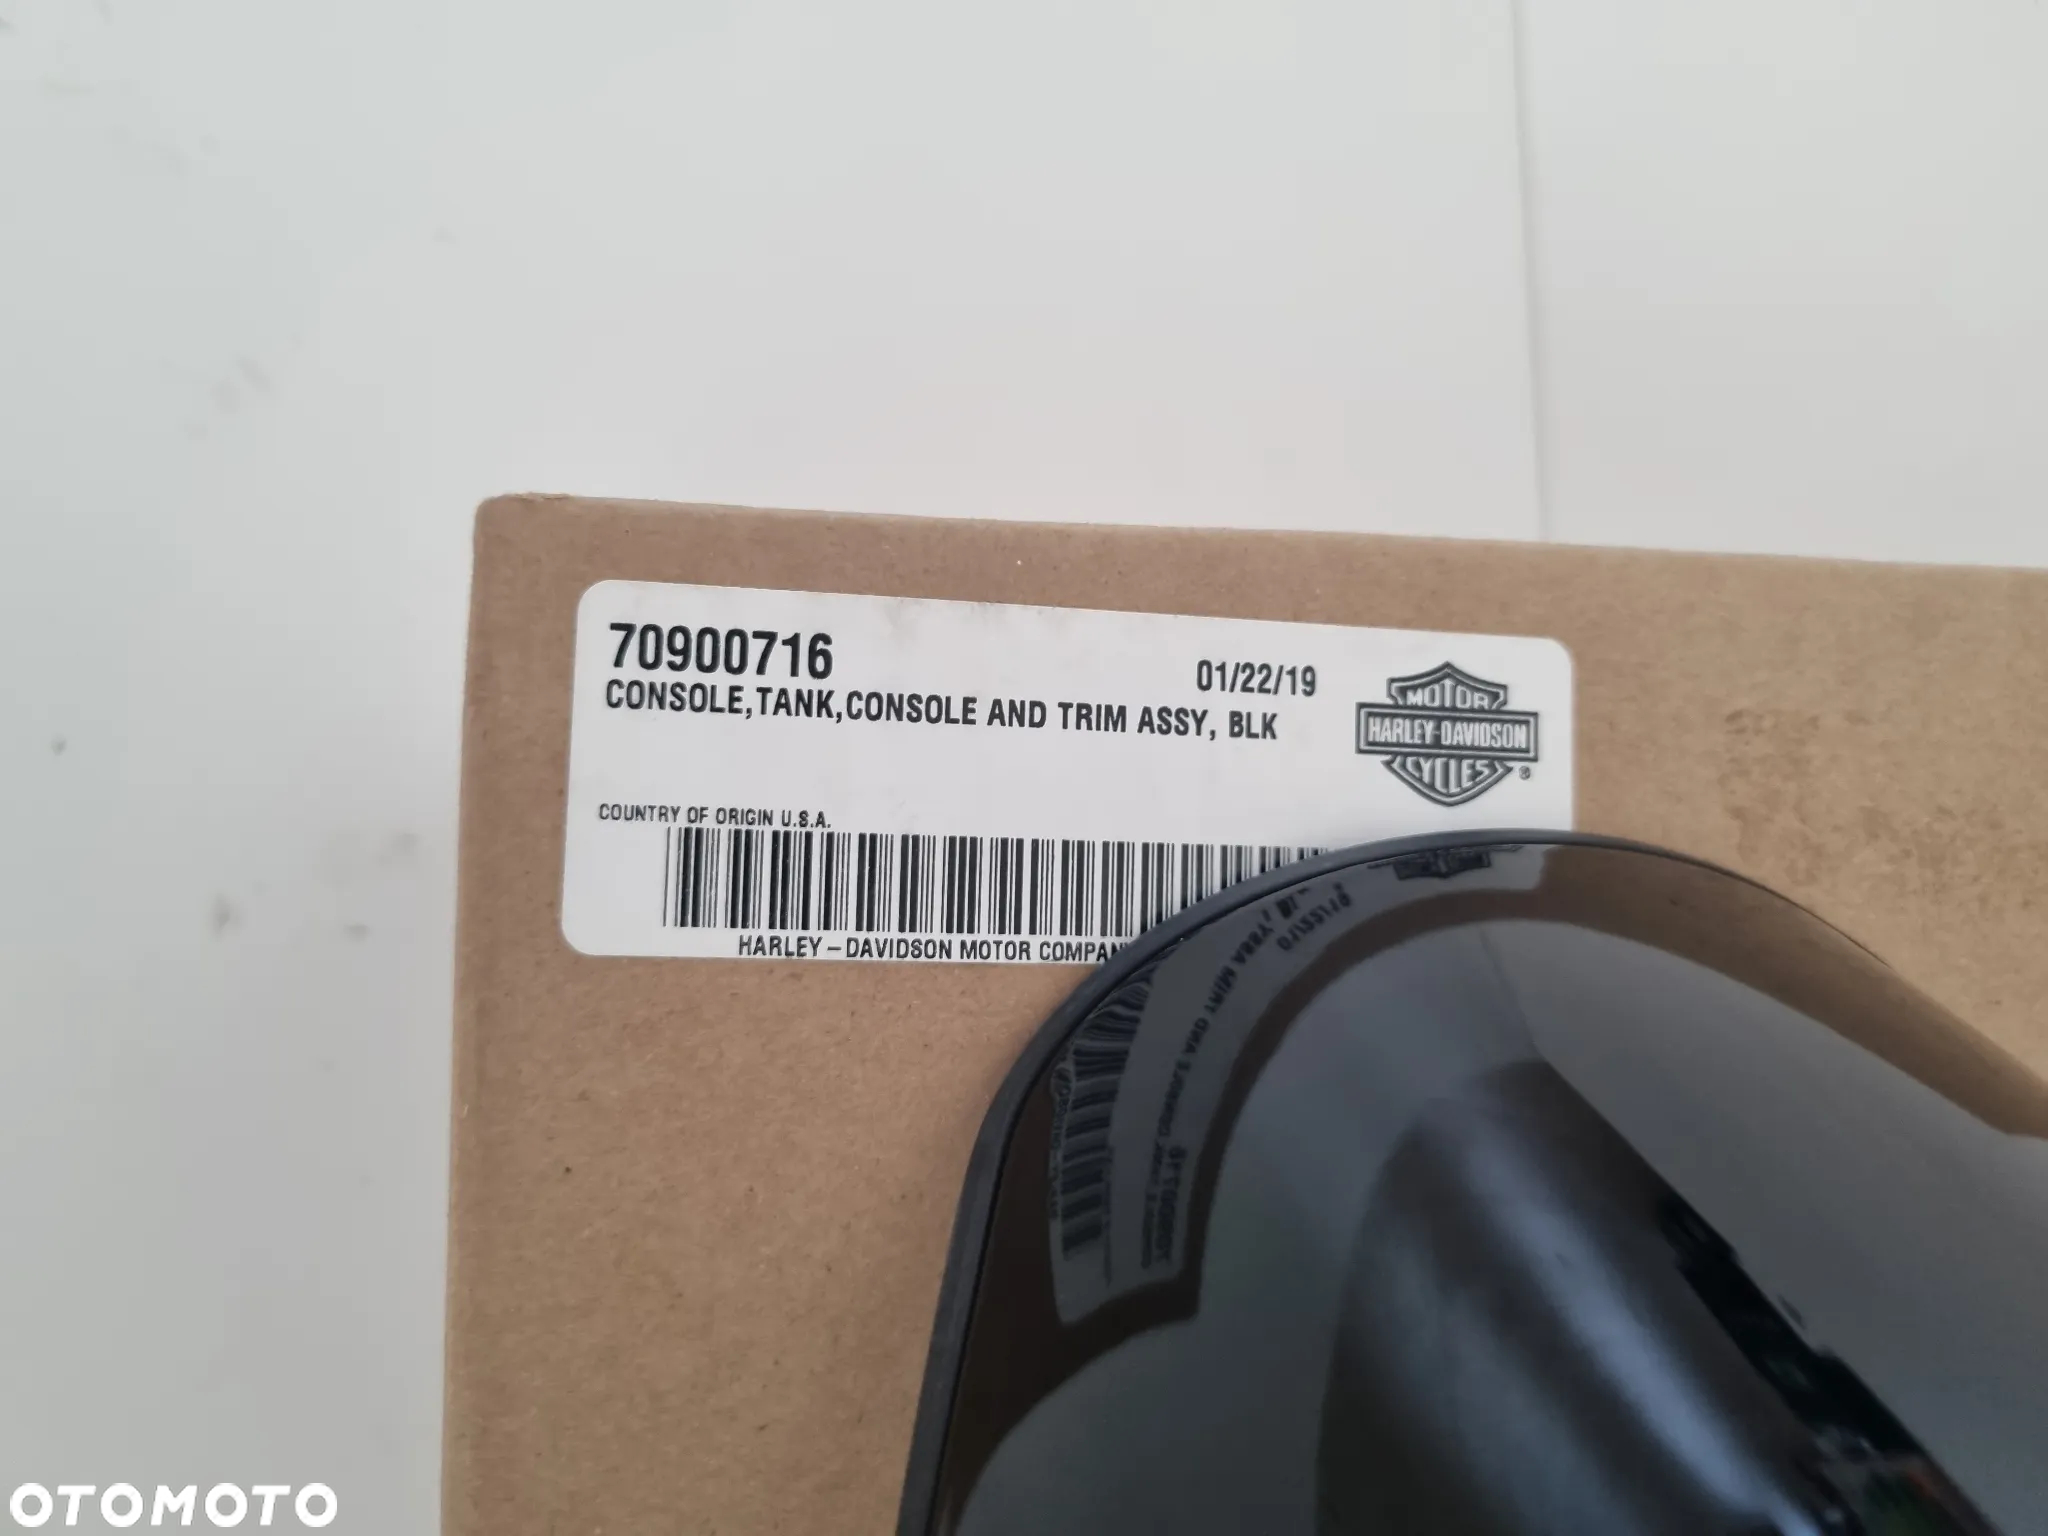 70900716
01/22/19
CONSOLE,TANK,CONSOLE AND TRIM ASSY, BLK
MOTOR
HARLEY-DAVIDSON
CYCLES
®
COUNTRY OF ORIGIN U.S.A.
HARLEY-DAVIDSON MOTOR COMPAN
OTOMOTO